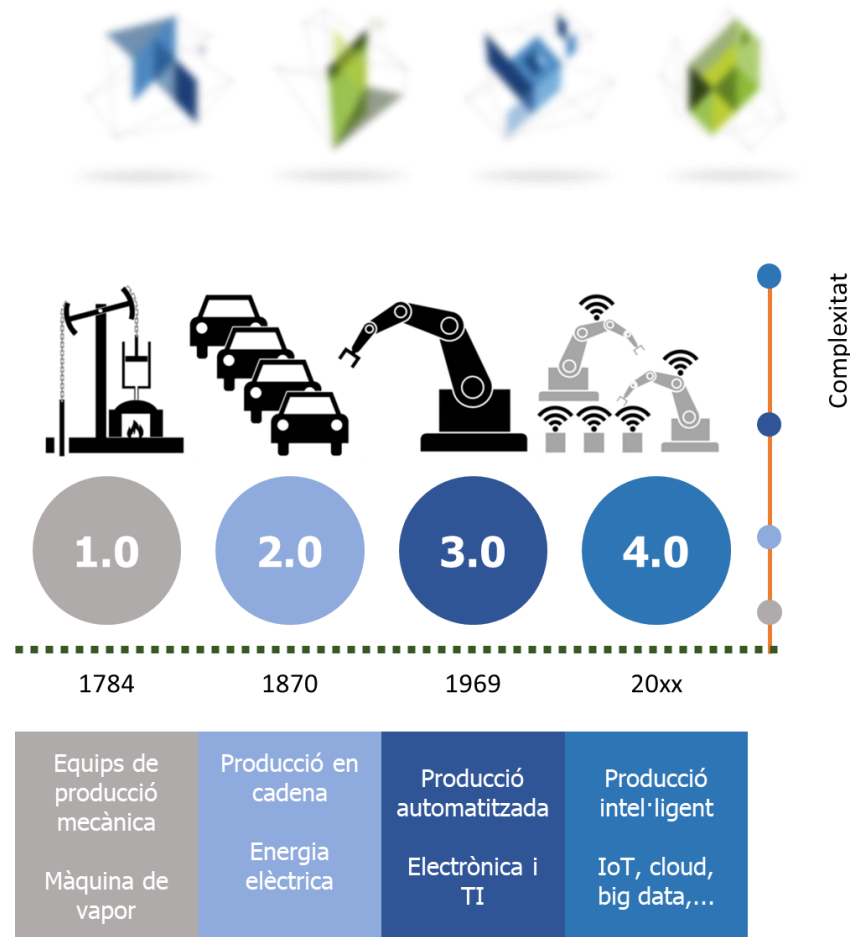 Complexitat
1.0
2.0
3.0
4.0
1784
1870
1969
20xx
Equips de
producció
mecànica
Màquina de
vapor
Producció en
cadena
Energia
elèctrica
Producció
automatitzada
Electrònica i
TI
Producció
intel·ligent
IoT, cloud,
big data,...